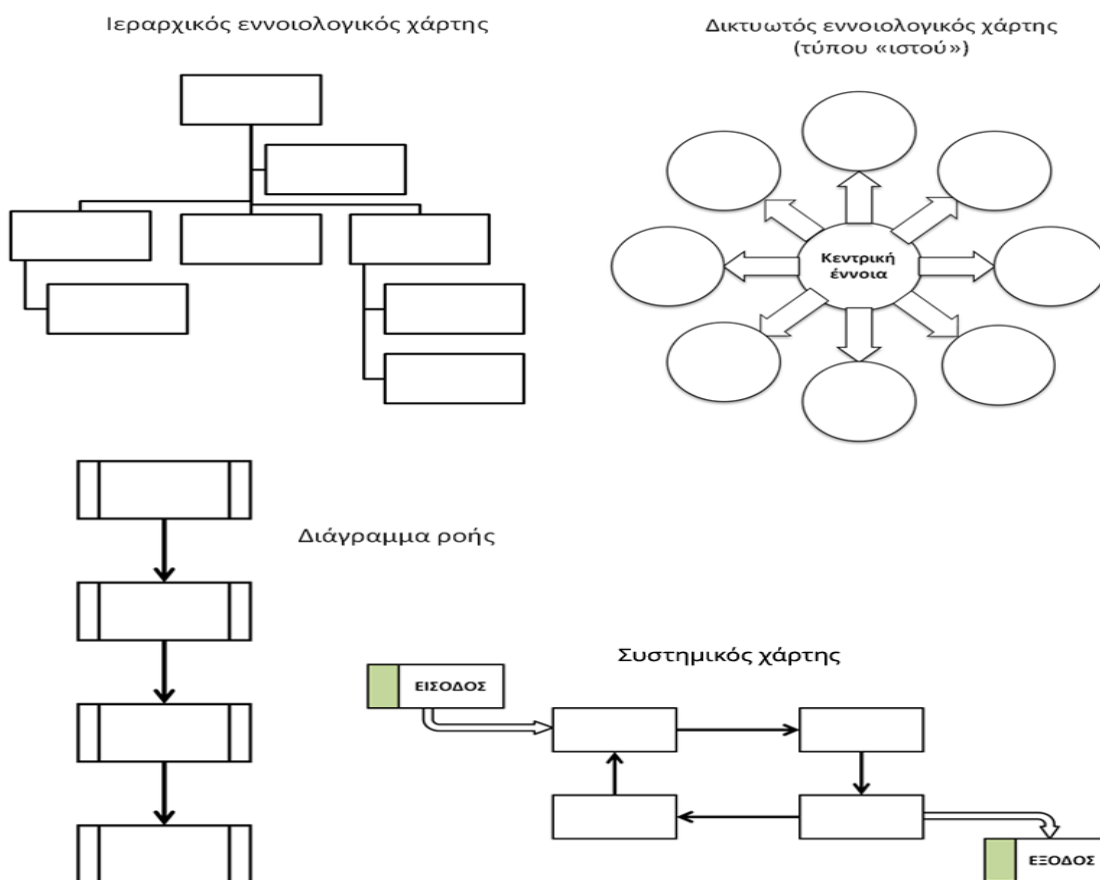 Ιεραρχικός εννοιολογικός χάρτης
Δικτυωτός εννοιολογικός χάρτης
(τύπου «ιστού»)
Κεντρική
έννοια
Διάγραμμα ροής
Συστημικός χάρτης
ΕΙΣΟΔΟΣ
ΕΞΟΔΟΣ